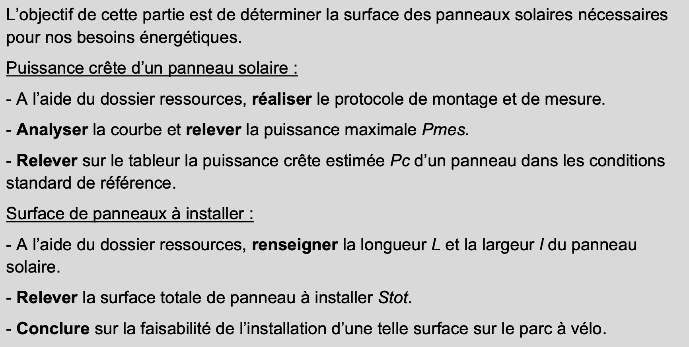 L'objectif de cette partie est de déterminer la surface des panneaux solaires nécessaires
pour nos besoins énergétiques.
Puissance crête d'un panneau solaire :
- A l'aide du dossier ressources, réaliser le protocole de montage et de mesure.
- Analyser la courbe et relever la puissance maximale Pmes.
- Relever sur le tableur la puissance crête estimée Pc d'un panneau dans les conditions
standard de référence.
Surface de panneaux à installer :
- A l'aide du dossier ressources, renseigner la longueur L et la largeur l du panneau
solaire.
- Relever la surface totale de panneau à installer Stot.
- Conclure sur la faisabilité de l'installation d'une telle surface sur le parc à vélo.